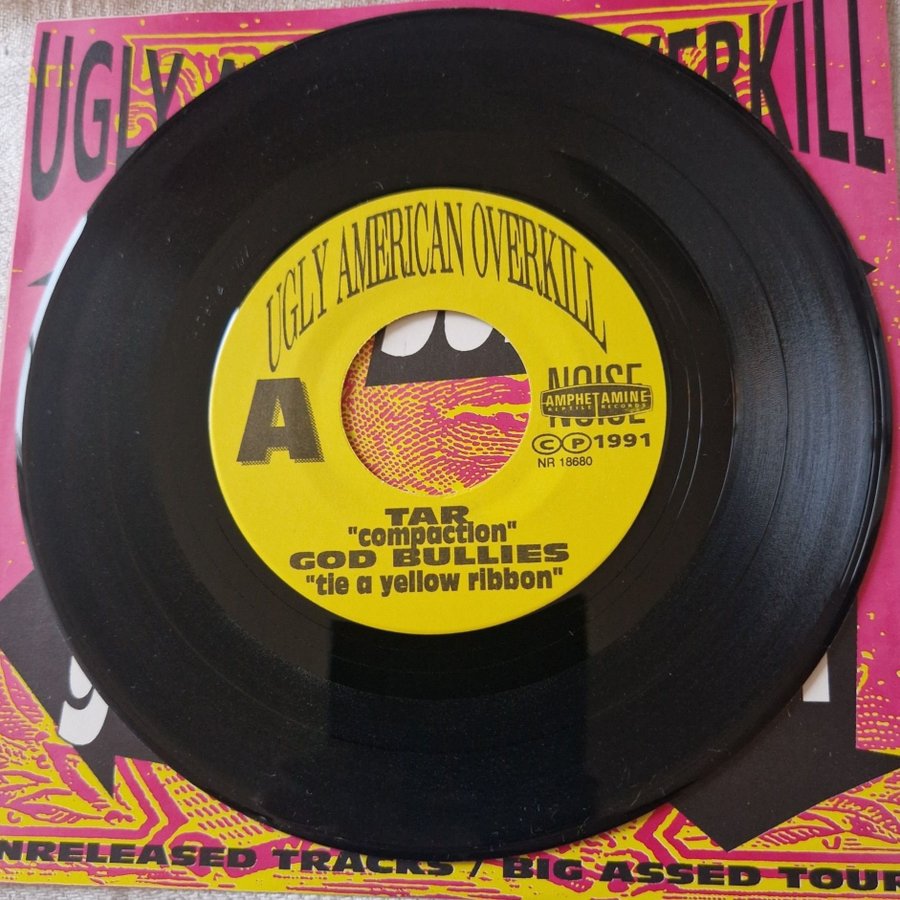 UGLY A
ERKILL
UGLY AMERICAN OVERKILL
A
NOISE
AMPHETAMINE
REPTILE RECORDS
NOISE
©℗1991
NR 18680
TAR
"compaction"
GOD BULLIES
"tie a yellow ribbon"
NRELEASED TRACKS / BIG ASSED TOUR